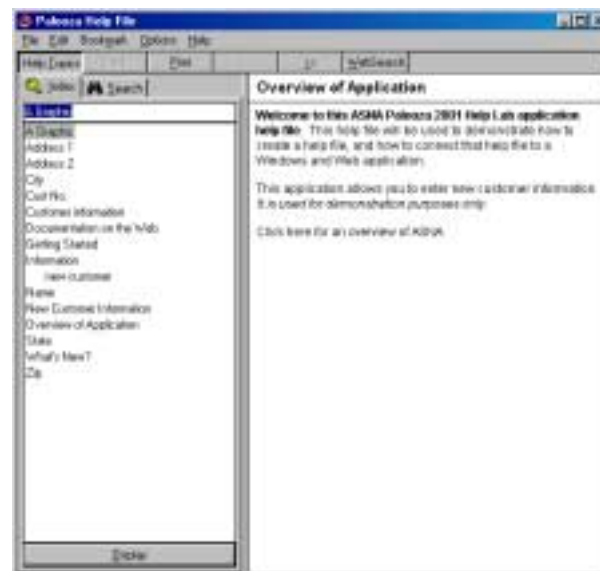 Palooza Help File
File Edit Bookmark Options Help
Help Topics Print WebSearch
Index Search
A Graphic
A Graphic
Address 1
Address 2
City
Cust No.
Customer Information
Documentation on the Web
Getting Started
Information
new customer
Name
New Customer Information
Overview of Application
State
What's New?
Zip
Display
Overview of Application
Welcome to this ASNA Palooza 2001 Help Lab application
help file. This help file will be used to demonstrate how to
create a help file, and how to connect that help file to a
Windows and Web application.
This application allows you to enter new customer information.
It is used for demonstration purposes only.
Click here for an overview of ASNA